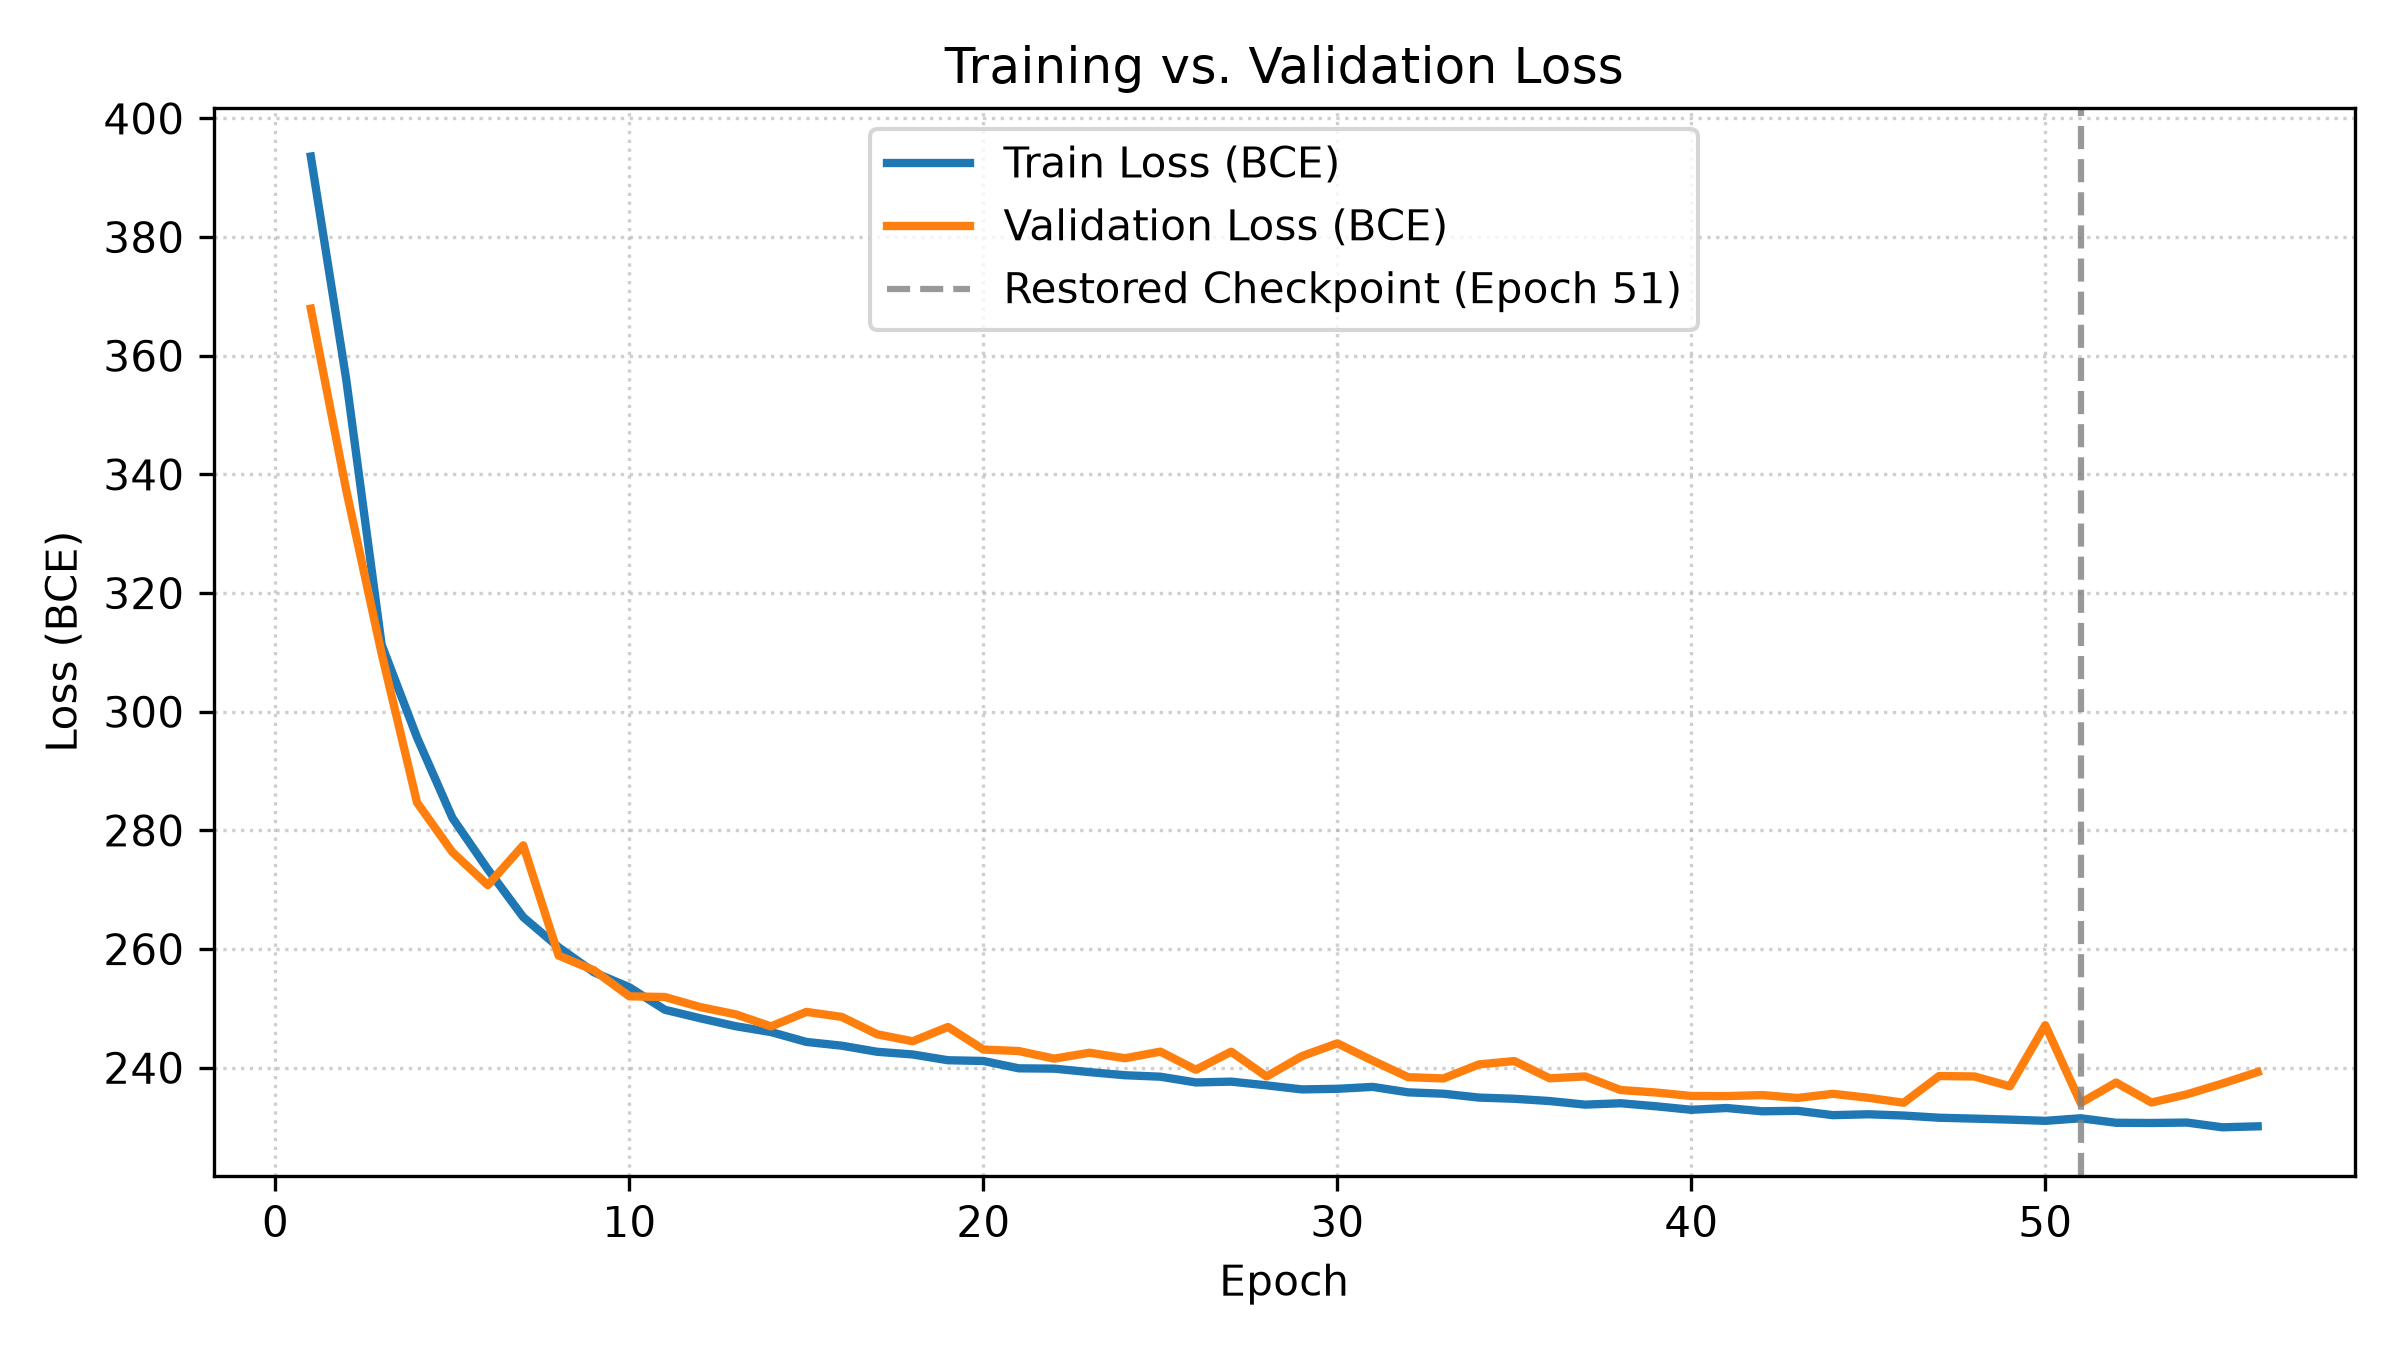 Training vs. Validation Loss
Train Loss (BCE)
Validation Loss (BCE)
Restored Checkpoint (Epoch 51)
Loss (BCE)
400
380
360
340
320
300
280
260
240
0 10 20 30 40 50
Epoch